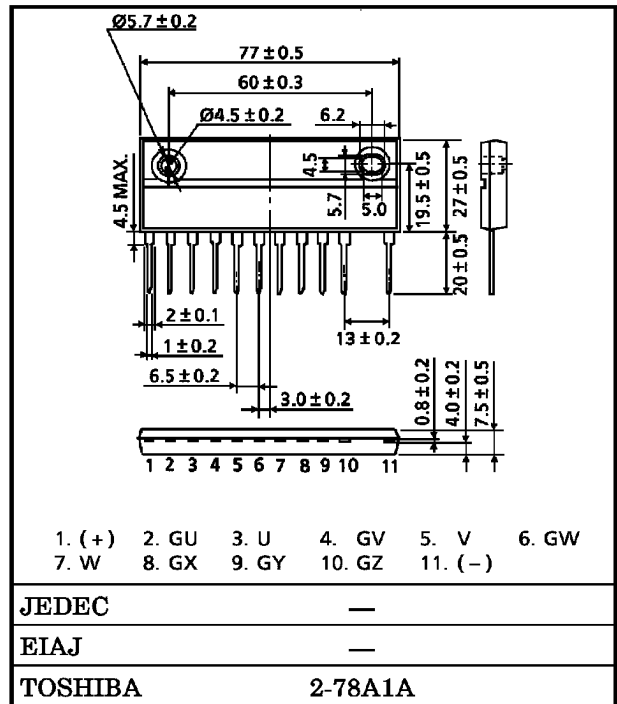 Ø5.7±0.2
77±0.5
60±0.3
Ø4.5±0.2
6.2
4.5 MAX.
4.5
5.7
5.0
19.5±0.5
27±0.5
20±0.5
2±0.1
13±0.2
1±0.2
6.5±0.2
3.0±0.2
0.8±0.2
4.0±0.2
7.5±0.5
1 2 3 4 5 6 7 8 9 10 11
1. (+) 2. GU 3. U 4. GV 5. V 6. GW
7. W 8. GX 9. GY 10. GZ 11. (−)
JEDEC —
EIAJ —
TOSHIBA 2-78A1A